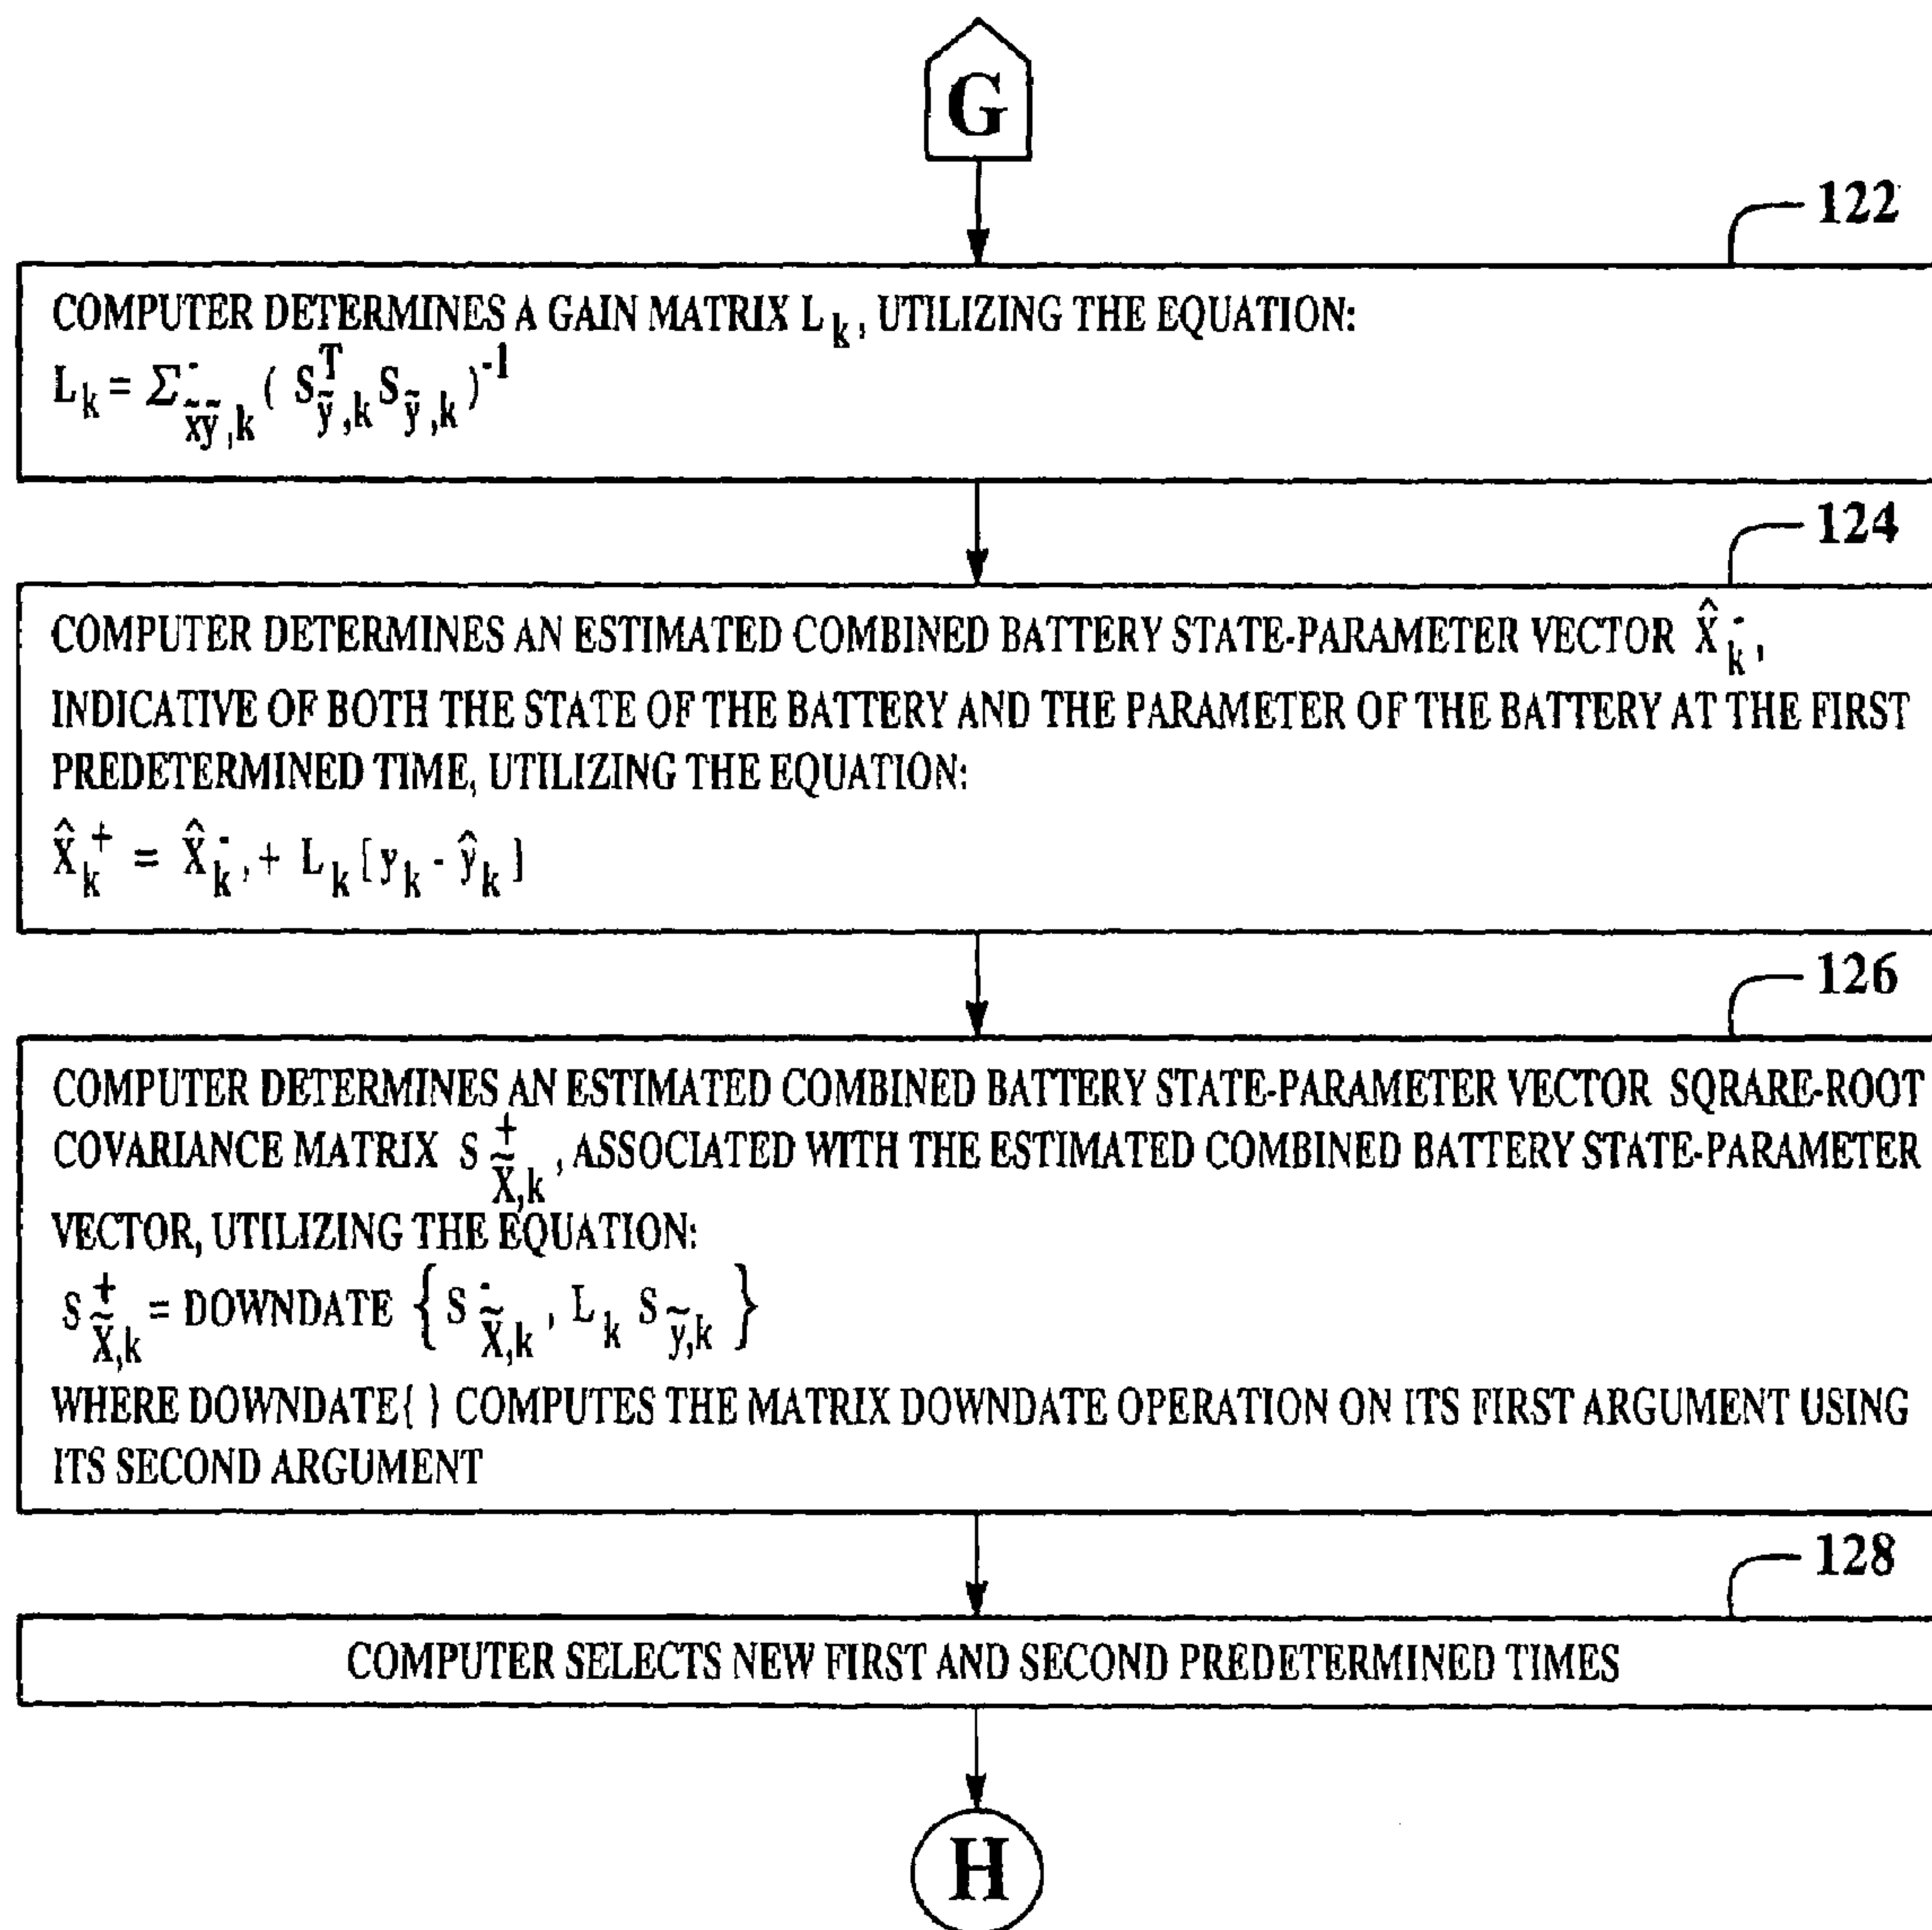 G
122
COMPUTER DETERMINES A GAIN MATRIX L_k, UTILIZING THE EQUATION:
L_k = Σ^-_{x̃ỹ,k} ( S^T_{ỹ,k} S_{ỹ,k} )^{-1}
124
COMPUTER DETERMINES AN ESTIMATED COMBINED BATTERY STATE-PARAMETER VECTOR X̂^-_k,
INDICATIVE OF BOTH THE STATE OF THE BATTERY AND THE PARAMETER OF THE BATTERY AT THE FIRST
PREDETERMINED TIME, UTILIZING THE EQUATION:
X̂_k^+ = X̂^-_k, + L_k [y_k - ŷ_k]
126
COMPUTER DETERMINES AN ESTIMATED COMBINED BATTERY STATE-PARAMETER VECTOR SQRARE-ROOT
COVARIANCE MATRIX S^+_{X̃,k}, ASSOCIATED WITH THE ESTIMATED COMBINED BATTERY STATE-PARAMETER
VECTOR, UTILIZING THE EQUATION:
S^+_{X̃,k} = DOWNDATE { S^-_{X̃,k}, L_k S_{ỹ,k} }
WHERE DOWNDATE{ } COMPUTES THE MATRIX DOWNDATE OPERATION ON ITS FIRST ARGUMENT USING
ITS SECOND ARGUMENT
128
COMPUTER SELECTS NEW FIRST AND SECOND PREDETERMINED TIMES
H